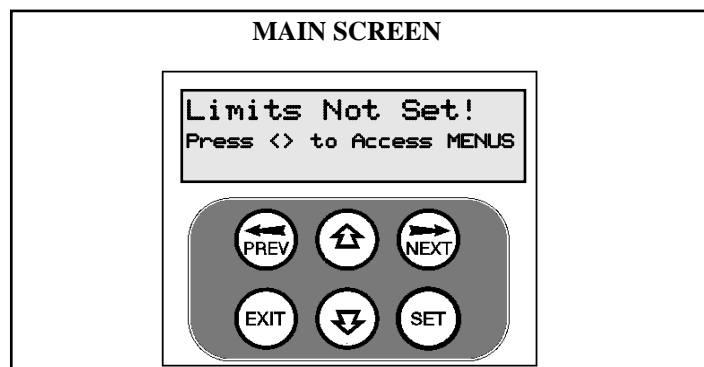 MAIN SCREEN
Limits Not Set!
Press <> to Access MENUS
PREV
NEXT
EXIT
SET